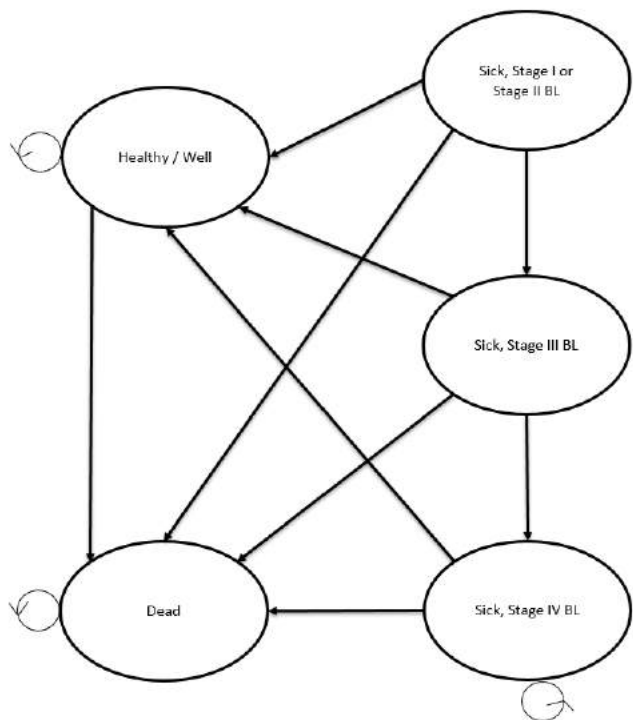 Sick, Stage I or
Stage II BL
Healthy / Well
Sick, Stage III BL
Dead
Sick, Stage IV BL